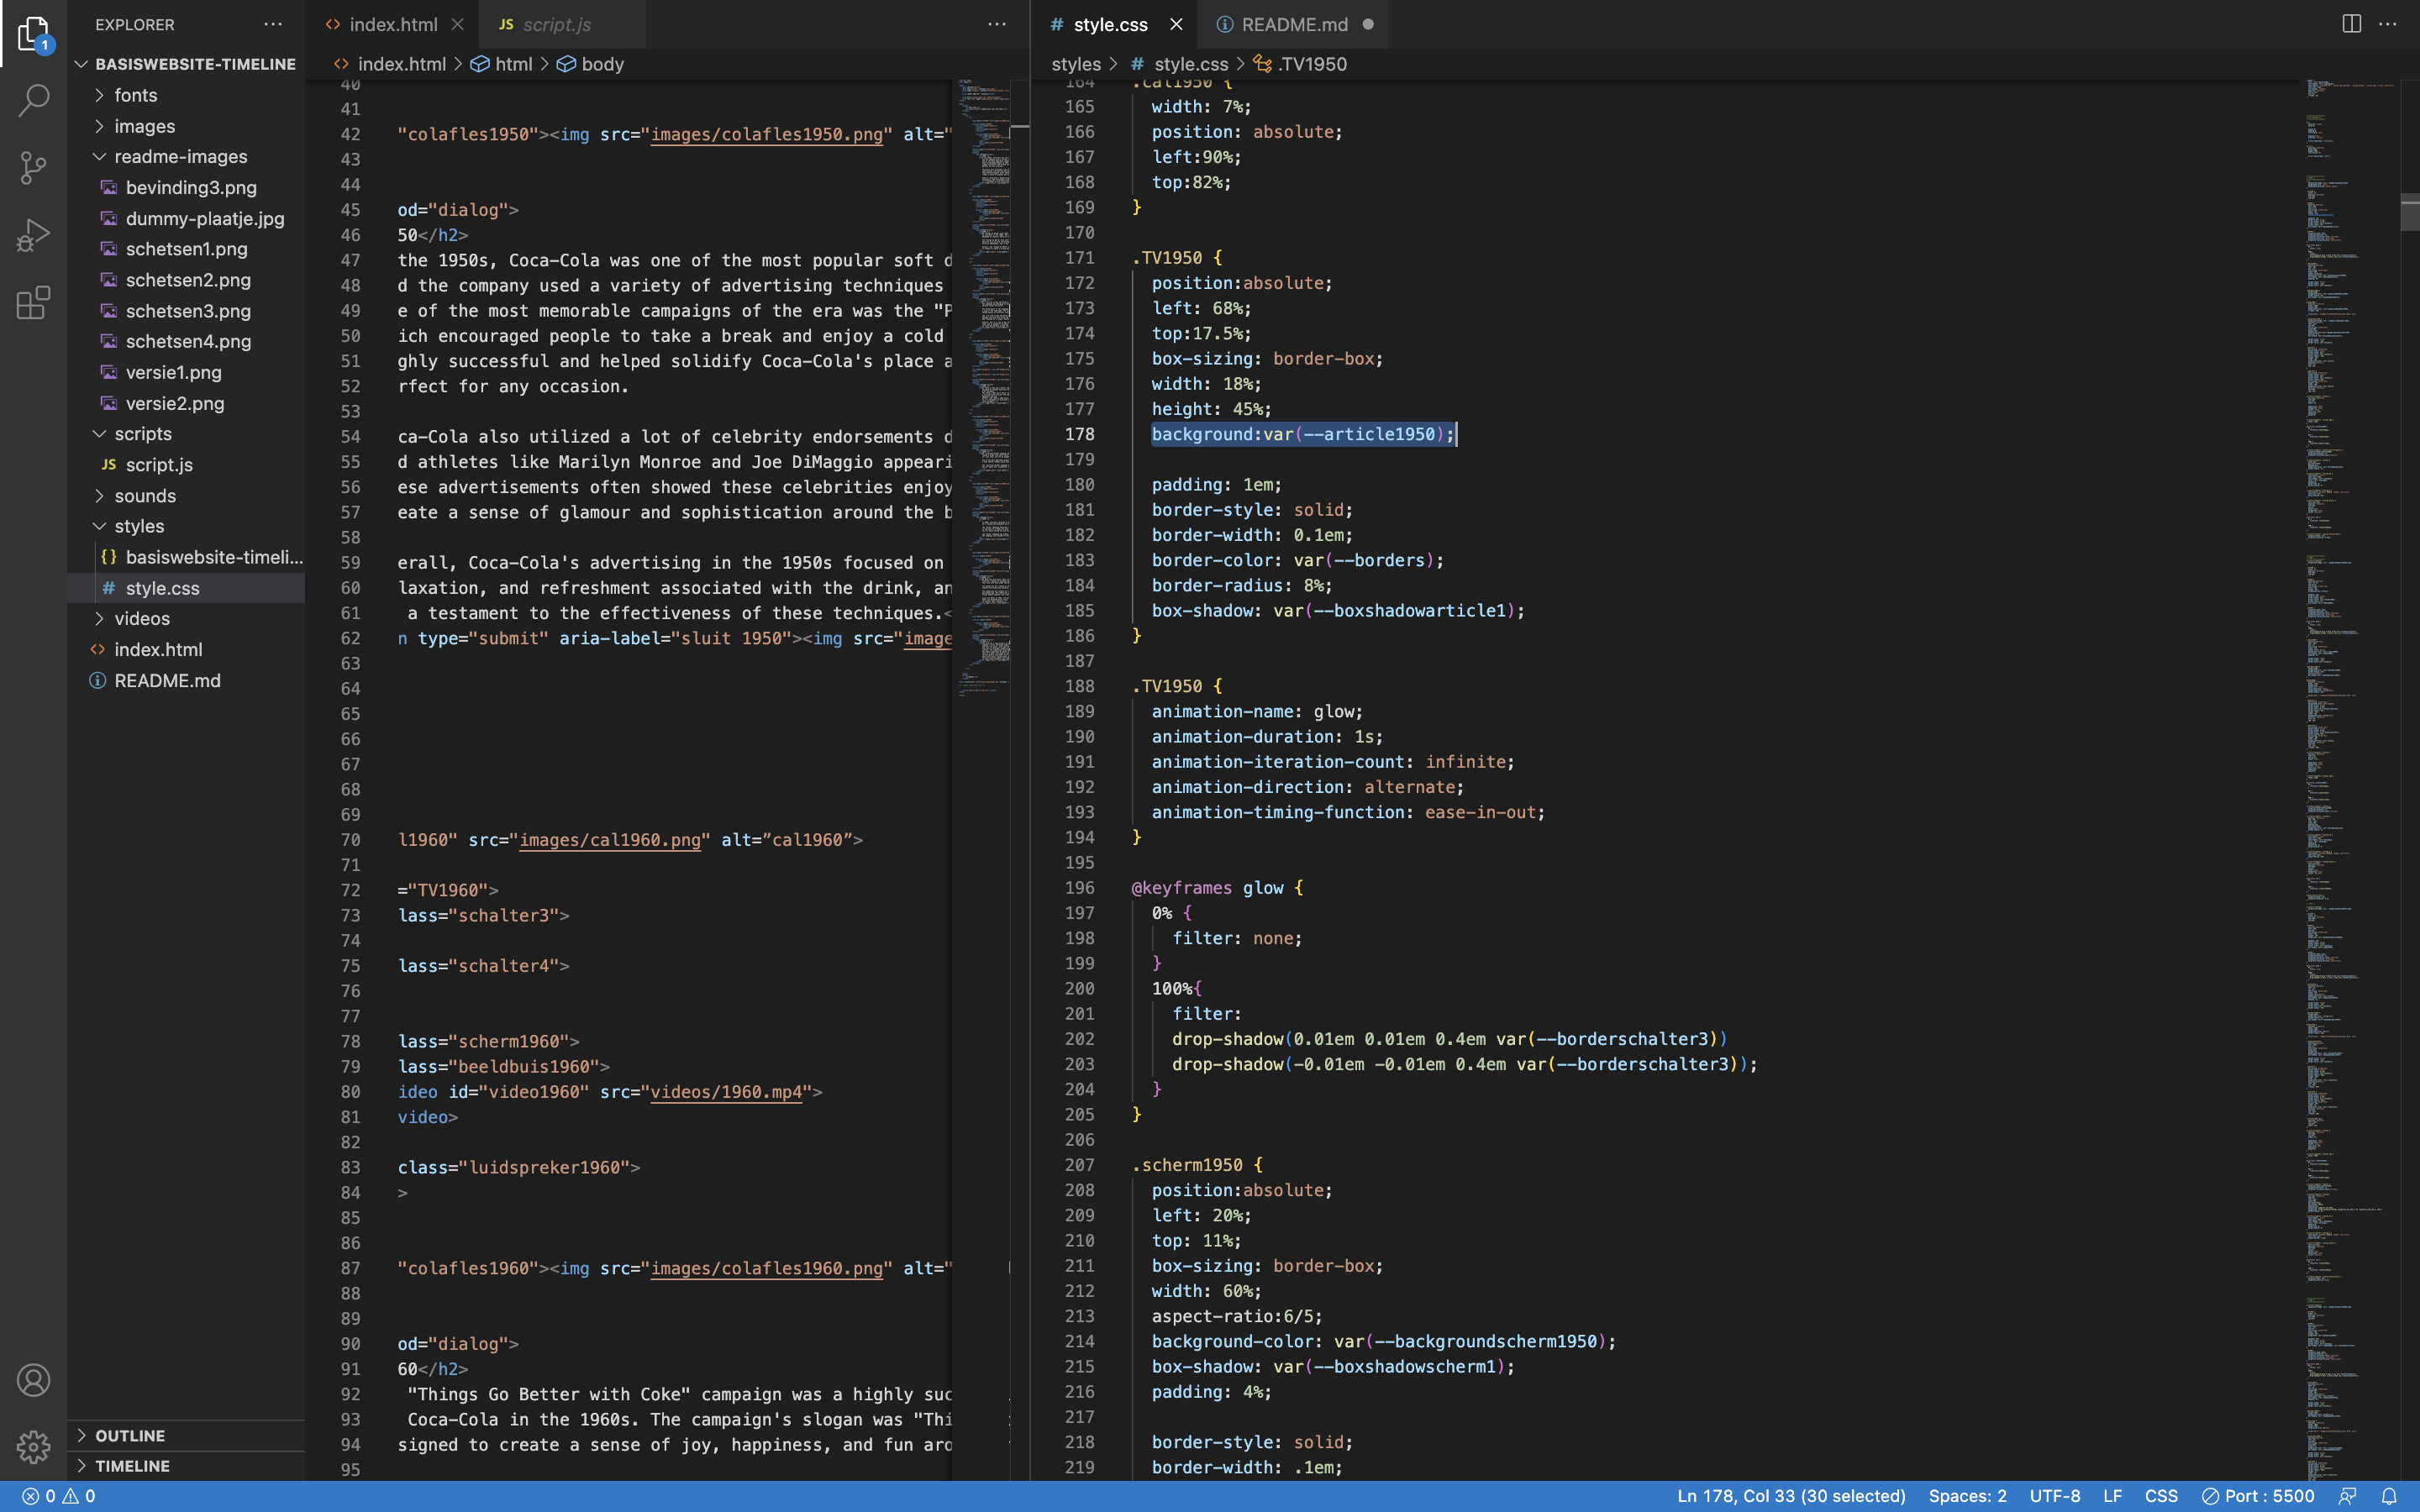 EXPLORER
1
BASISWEBSITE-TIMELINE
fonts
images
readme-images
bevinding3.png
dummy-plaatje.jpg
schetsen1.png
schetsen2.png
schetsen3.png
schetsen4.png
versie1.png
versie2.png
scripts
JS script.js
sounds
styles
{} basiswebsite-timeli...
# style.css
videos
<> index.html
README.md
OUTLINE
TIMELINE
<> index.html
JS script.js
<> index.html > html > body
40
41
42 "colafles1950"><img src="images/colafles1950.png" alt="
43
44
45 od="dialog">
46 50</h2>
47 the 1950s, Coca-Cola was one of the most popular soft d
48 d the company used a variety of advertising techniques
49 e of the most memorable campaigns of the era was the "P
50 ich encouraged people to take a break and enjoy a cold
51 ghly successful and helped solidify Coca-Cola's place a
52 rfect for any occasion.
53
54 ca-Cola also utilized a lot of celebrity endorsements d
55 d athletes like Marilyn Monroe and Joe DiMaggio appeari
56 ese advertisements often showed these celebrities enjoy
57 eate a sense of glamour and sophistication around the b
58
59 erall, Coca-Cola's advertising in the 1950s focused on
60 laxation, and refreshment associated with the drink, an
61 a testament to the effectiveness of these techniques.<
62 n type="submit" aria-label="sluit 1950"><img src="image
63
64
65
66
67
68
69
70 l1960" src="images/cal1960.png" alt=”cal1960”>
71
72 ="TV1960">
73 lass="schalter3">
74
75 lass="schalter4">
76
77
78 lass="scherm1960">
79 lass="beeldbuis1960">
80 ideo id="video1960" src="videos/1960.mp4">
81 video>
82
83 class="luidspreker1960">
84 >
85
86
87 "colafles1960"><img src="images/colafles1960.png" alt="
88
89
90 od="dialog">
91 60</h2>
92 "Things Go Better with Coke" campaign was a highly suc
93 Coca-Cola in the 1960s. The campaign's slogan was "Thi
94 signed to create a sense of joy, happiness, and fun aro
95
# style.css
README.md
styles > # style.css > .TV1950
164 .cal1950 {
165 width: 7%;
166 position: absolute;
167 left:90%;
168 top:82%;
169 }
170
171 .TV1950 {
172 position:absolute;
173 left: 68%;
174 top:17.5%;
175 box-sizing: border-box;
176 width: 18%;
177 height: 45%;
178 background:var(--article1950);
179
180 padding: 1em;
181 border-style: solid;
182 border-width: 0.1em;
183 border-color: var(--borders);
184 border-radius: 8%;
185 box-shadow: var(--boxshadowarticle1);
186 }
187
188 .TV1950 {
189 animation-name: glow;
190 animation-duration: 1s;
191 animation-iteration-count: infinite;
192 animation-direction: alternate;
193 animation-timing-function: ease-in-out;
194 }
195
196 @keyframes glow {
197 0% {
198 filter: none;
199 }
200 100%{
201 filter:
202 drop-shadow(0.01em 0.01em 0.4em var(--borderschalter3))
203 drop-shadow(-0.01em -0.01em 0.4em var(--borderschalter3));
204 }
205 }
206
207 .scherm1950 {
208 position:absolute;
209 left: 20%;
210 top: 11%;
211 box-sizing: border-box;
212 width: 60%;
213 aspect-ratio:6/5;
214 background-color: var(--backgroundscherm1950);
215 box-shadow: var(--boxshadowscherm1);
216 padding: 4%;
217
218 border-style: solid;
219 border-width: .1em;
0 0
Ln 178, Col 33 (30 selected) Spaces: 2 UTF-8 LF CSS Port : 5500